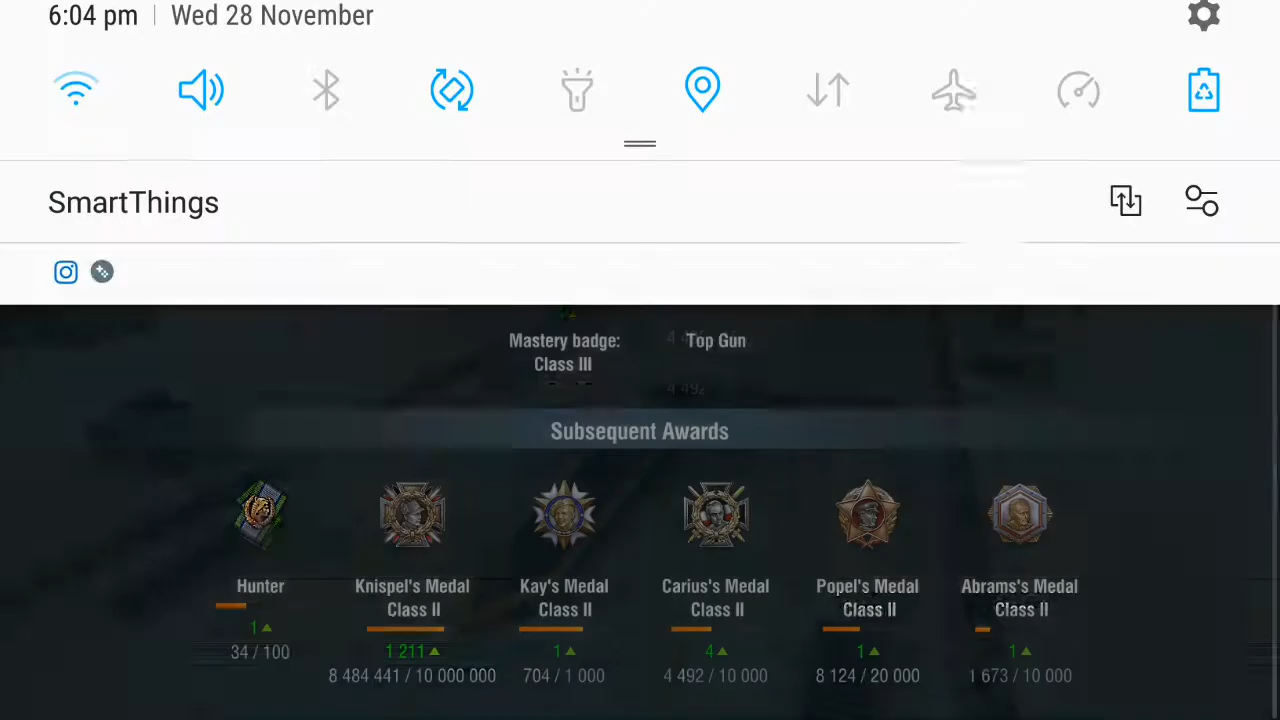 6:04 pm | Wed 28 November
SmartThings
Mastery badge: Top Gun
Class III
4 492
Subsequent Awards
Hunter Knispel's Medal Kay's Medal Carius's Medal Popel's Medal Abrams's Medal
Class II Class II Class II Class II Class II
1 1 211 1 4 1 1
34 / 100 8 484 441 / 10 000 000 704 / 1 000 4 492 / 10 000 8 124 / 20 000 1 673 / 10 000